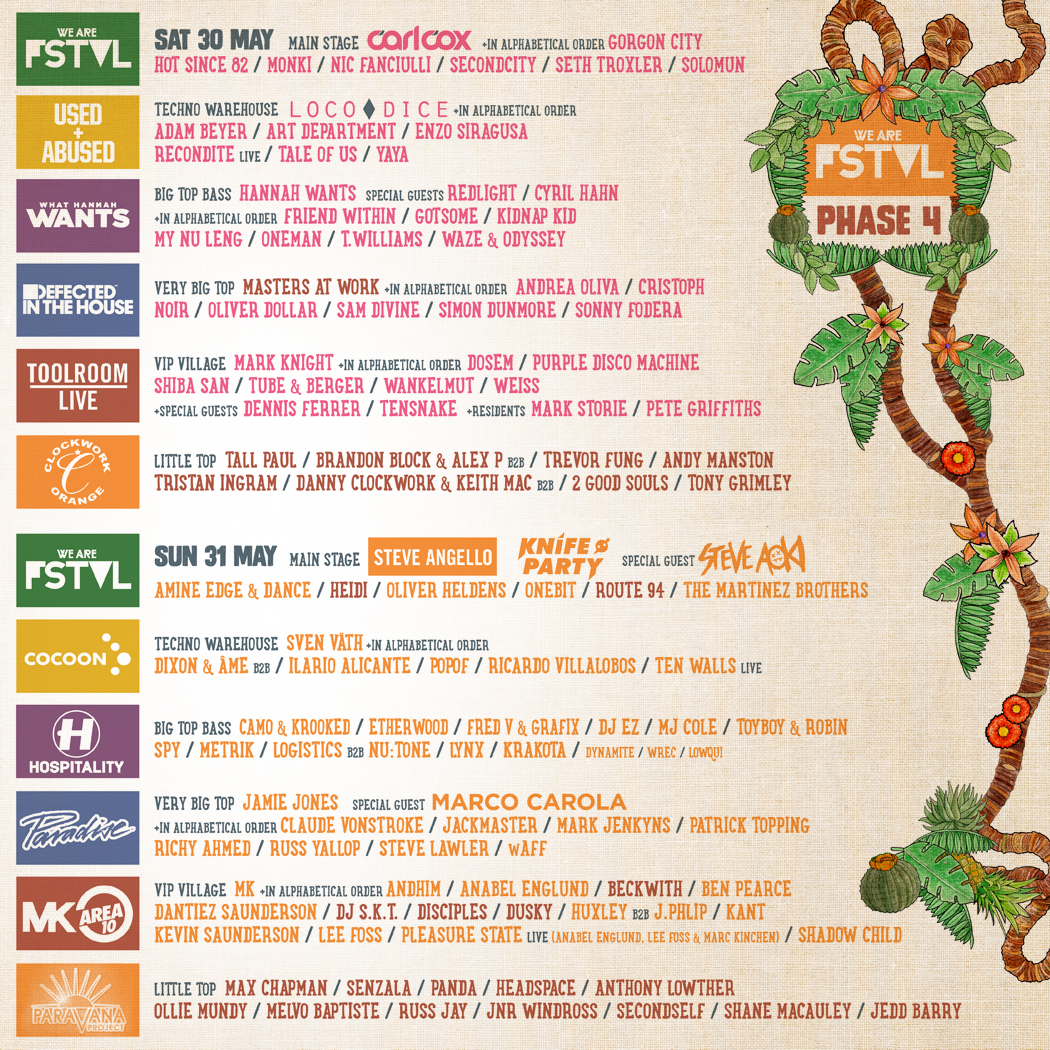 WE ARE
FSTVL
SAT 30 MAY MAIN STAGE carl cox +IN ALPHABETICAL ORDER GORGON CITY
HOT SINCE 82 / MONKI / NIC FANCIULLI / SECONDCITY / SETH TROXLER / SOLOMUN
USED
+
ABUSED
TECHNO WAREHOUSE LOCO DICE +IN ALPHABETICAL ORDER
ADAM BEYER / ART DEPARTMENT / ENZO SIRAGUSA
RECONDITE LIVE / TALE OF US / YAYA
WHAT HANNAH
WANTS
BIG TOP BASS HANNAH WANTS SPECIAL GUESTS REDLIGHT / CYRIL HAHN
+IN ALPHABETICAL ORDER FRIEND WITHIN / GOTSOME / KIDNAP KID
MY NU LENG / ONEMAN / T.WILLIAMS / WAZE & ODYSSEY
DEFECTED
IN THE HOUSE
VERY BIG TOP MASTERS AT WORK +IN ALPHABETICAL ORDER ANDREA OLIVA / CRISTOPH
NOIR / OLIVER DOLLAR / SAM DIVINE / SIMON DUNMORE / SONNY FODERA
TOOLROOM
LIVE
VIP VILLAGE MARK KNIGHT +IN ALPHABETICAL ORDER DOSEM / PURPLE DISCO MACHINE
SHIBA SAN / TUBE & BERGER / WANKELMUT / WEISS
+SPECIAL GUESTS DENNIS FERRER / TENSNAKE +RESIDENTS MARK STORIE / PETE GRIFFITHS
CLOCKWORK
C
ORANGE
LITTLE TOP TALL PAUL / BRANDON BLOCK & ALEX P B2B / TREVOR FUNG / ANDY MANSTON
TRISTAN INGRAM / DANNY CLOCKWORK & KEITH MAC B2B / 2 GOOD SOULS / TONY GRIMLEY
WE ARE
FSTVL
SUN 31 MAY MAIN STAGE STEVE ANGELLO KNIFE PARTY SPECIAL GUEST STEVE AOKI
AMINE EDGE & DANCE / HEIDI / OLIVER HELDENS / ONEBIT / ROUTE 94 / THE MARTINEZ BROTHERS
COCOON
TECHNO WAREHOUSE SVEN VÄTH +IN ALPHABETICAL ORDER
DIXON & ÂME B2B / ILARIO ALICANTE / POPOF / RICARDO VILLALOBOS / TEN WALLS LIVE
H
HOSPITALITY
BIG TOP BASS CAMO & KROOKED / ETHERWOOD / FRED V & GRAFIX / DJ EZ / MJ COLE / TOYBOY & ROBIN
SPY / METRIK / LOGISTICS B2B NU:TONE / LYNX / KRAKOTA / DYNAMITE / WREC / LOWQUI
Paradise
VERY BIG TOP JAMIE JONES SPECIAL GUEST MARCO CAROLA
+IN ALPHABETICAL ORDER CLAUDE VONSTROKE / JACKMASTER / MARK JENKYNS / PATRICK TOPPING
RICHY AHMED / RUSS YALLOP / STEVE LAWLER / wAFF
MK AREA 10
VIP VILLAGE MK +IN ALPHABETICAL ORDER ANDHIM / ANABEL ENGLUND / BECKWITH / BEN PEARCE
DANTIEZ SAUNDERSON / DJ S.K.T. / DISCIPLES / DUSKY / HUXLEY B2B J.PHLIP / KANT
KEVIN SAUNDERSON / LEE FOSS / PLEASURE STATE LIVE (ANABEL ENGLUND, LEE FOSS & MARC KINCHEN) / SHADOW CHILD
PARAVANA
PROJECT
LITTLE TOP MAX CHAPMAN / SENZALA / PANDA / HEADSPACE / ANTHONY LOWTHER
OLLIE MUNDY / MELVO BAPTISTE / RUSS JAY / JNR WINDROSS / SECONDSELF / SHANE MACAULEY / JEDD BARRY
WE ARE
FSTVL
PHASE 4